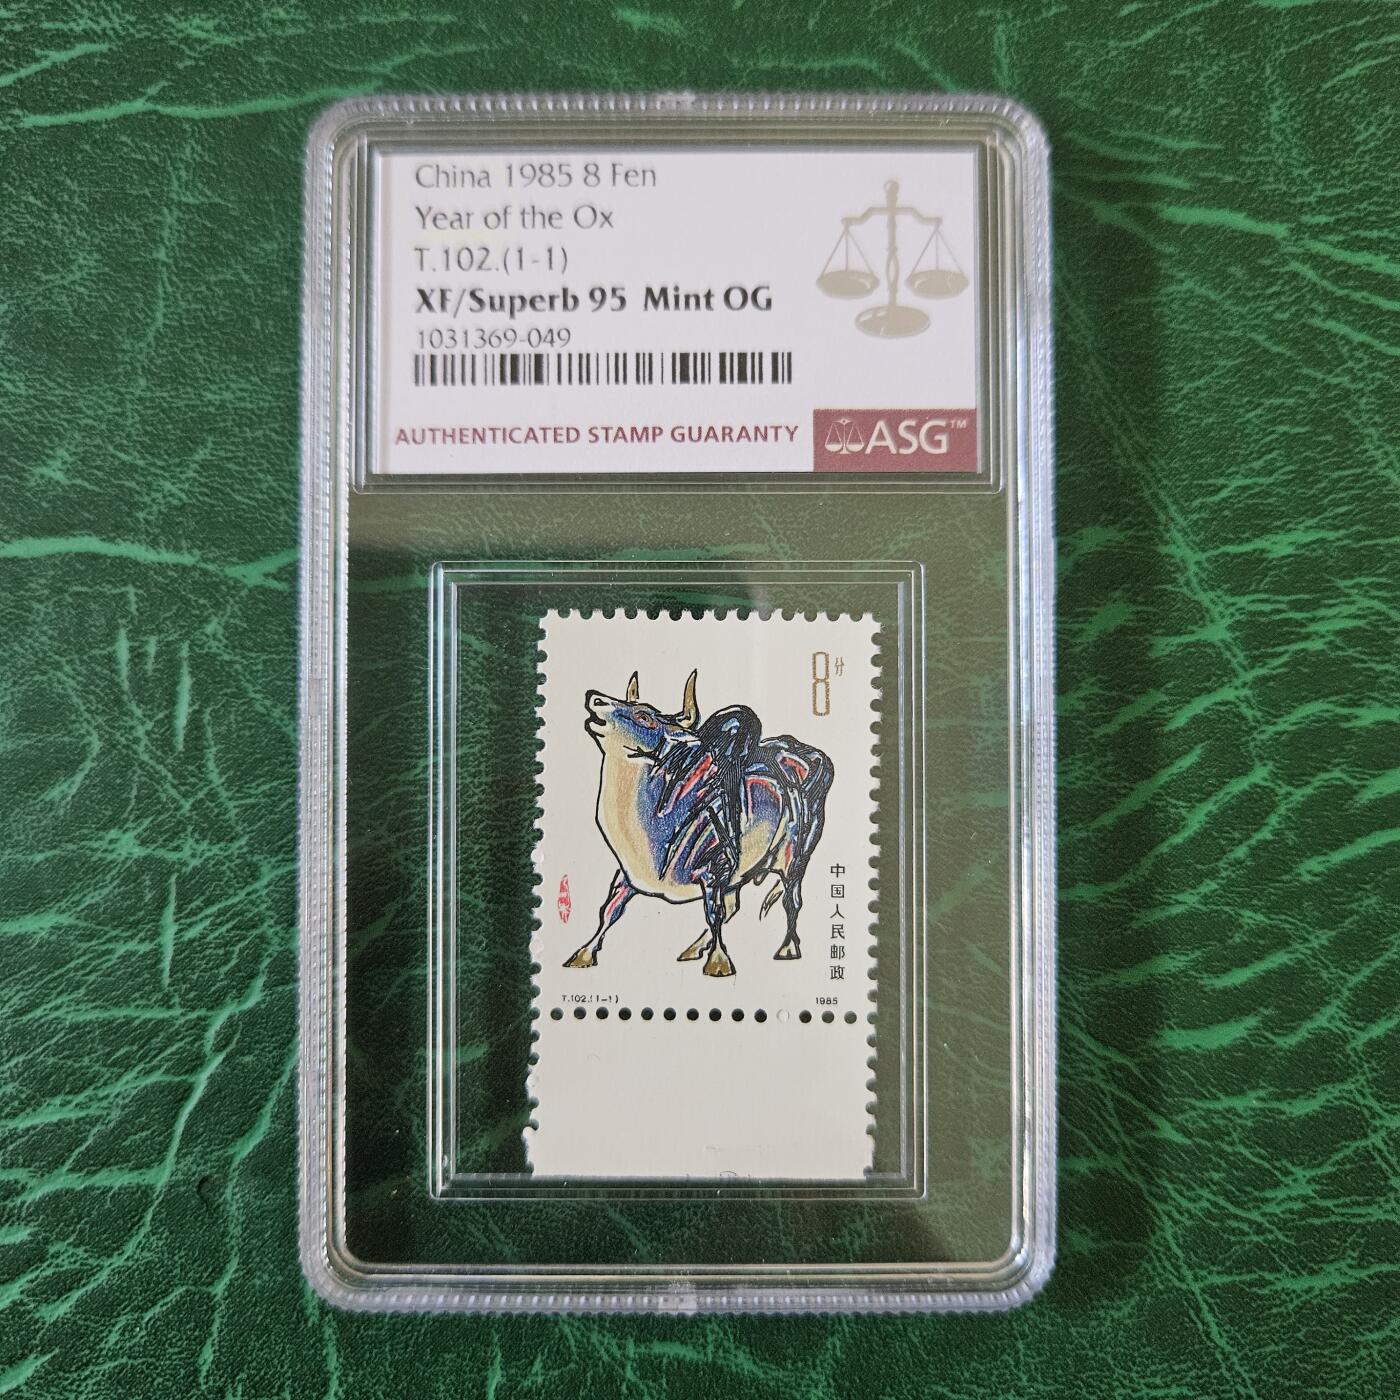 China 1985 8 Fen
Year of the Ox
T.102.(1-1)
XF/Superb 95 Mint OG
1031369-049
AUTHENTICATED STAMP GUARANTY
ASG™
8分
中国人民邮政
T.102.(1-1)
1985